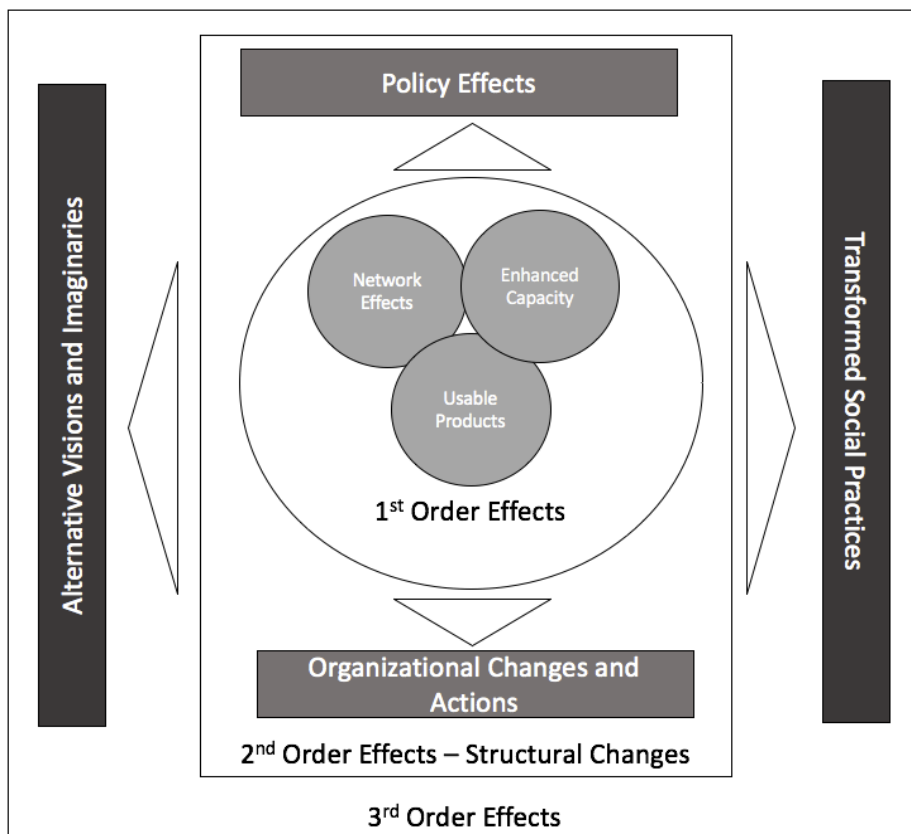 Policy Effects
Alternative Visions and Imaginaries
Network
Effects
Enhanced
Capacity
Usable
Products
1st Order Effects
Transformed Social Practices
Organizational Changes and
Actions
2nd Order Effects – Structural Changes
3rd Order Effects